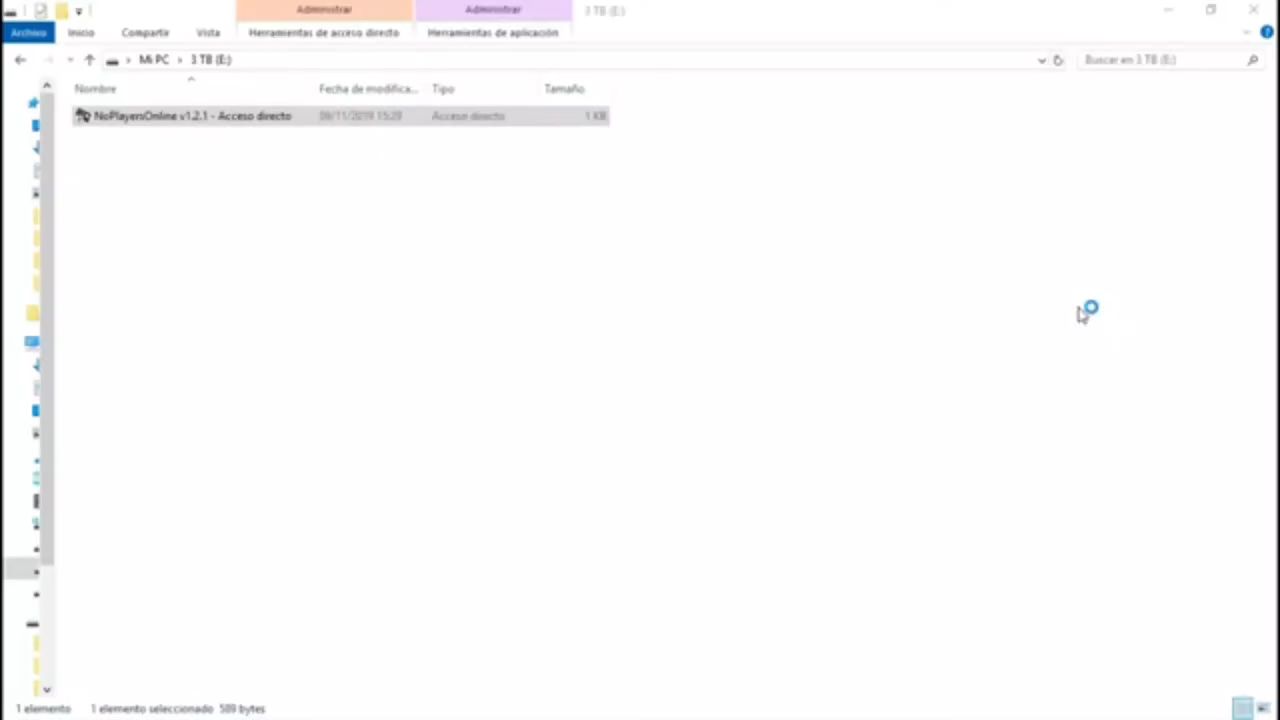 Administrar Administrar 3 TB (E:)
Archivo Inicio Compartir Vista Herramientas de acceso directo Herramientas de aplicación
Mi PC 3 TB (E:) Buscar en 3 TB (E:)
Nombre Fecha de modifica... Tipo Tamaño
NoPlayersOnline v1.2.1 - Acceso directo 15:28 Acceso directo 1 KB
1 elemento 1 elemento seleccionado 589 bytes